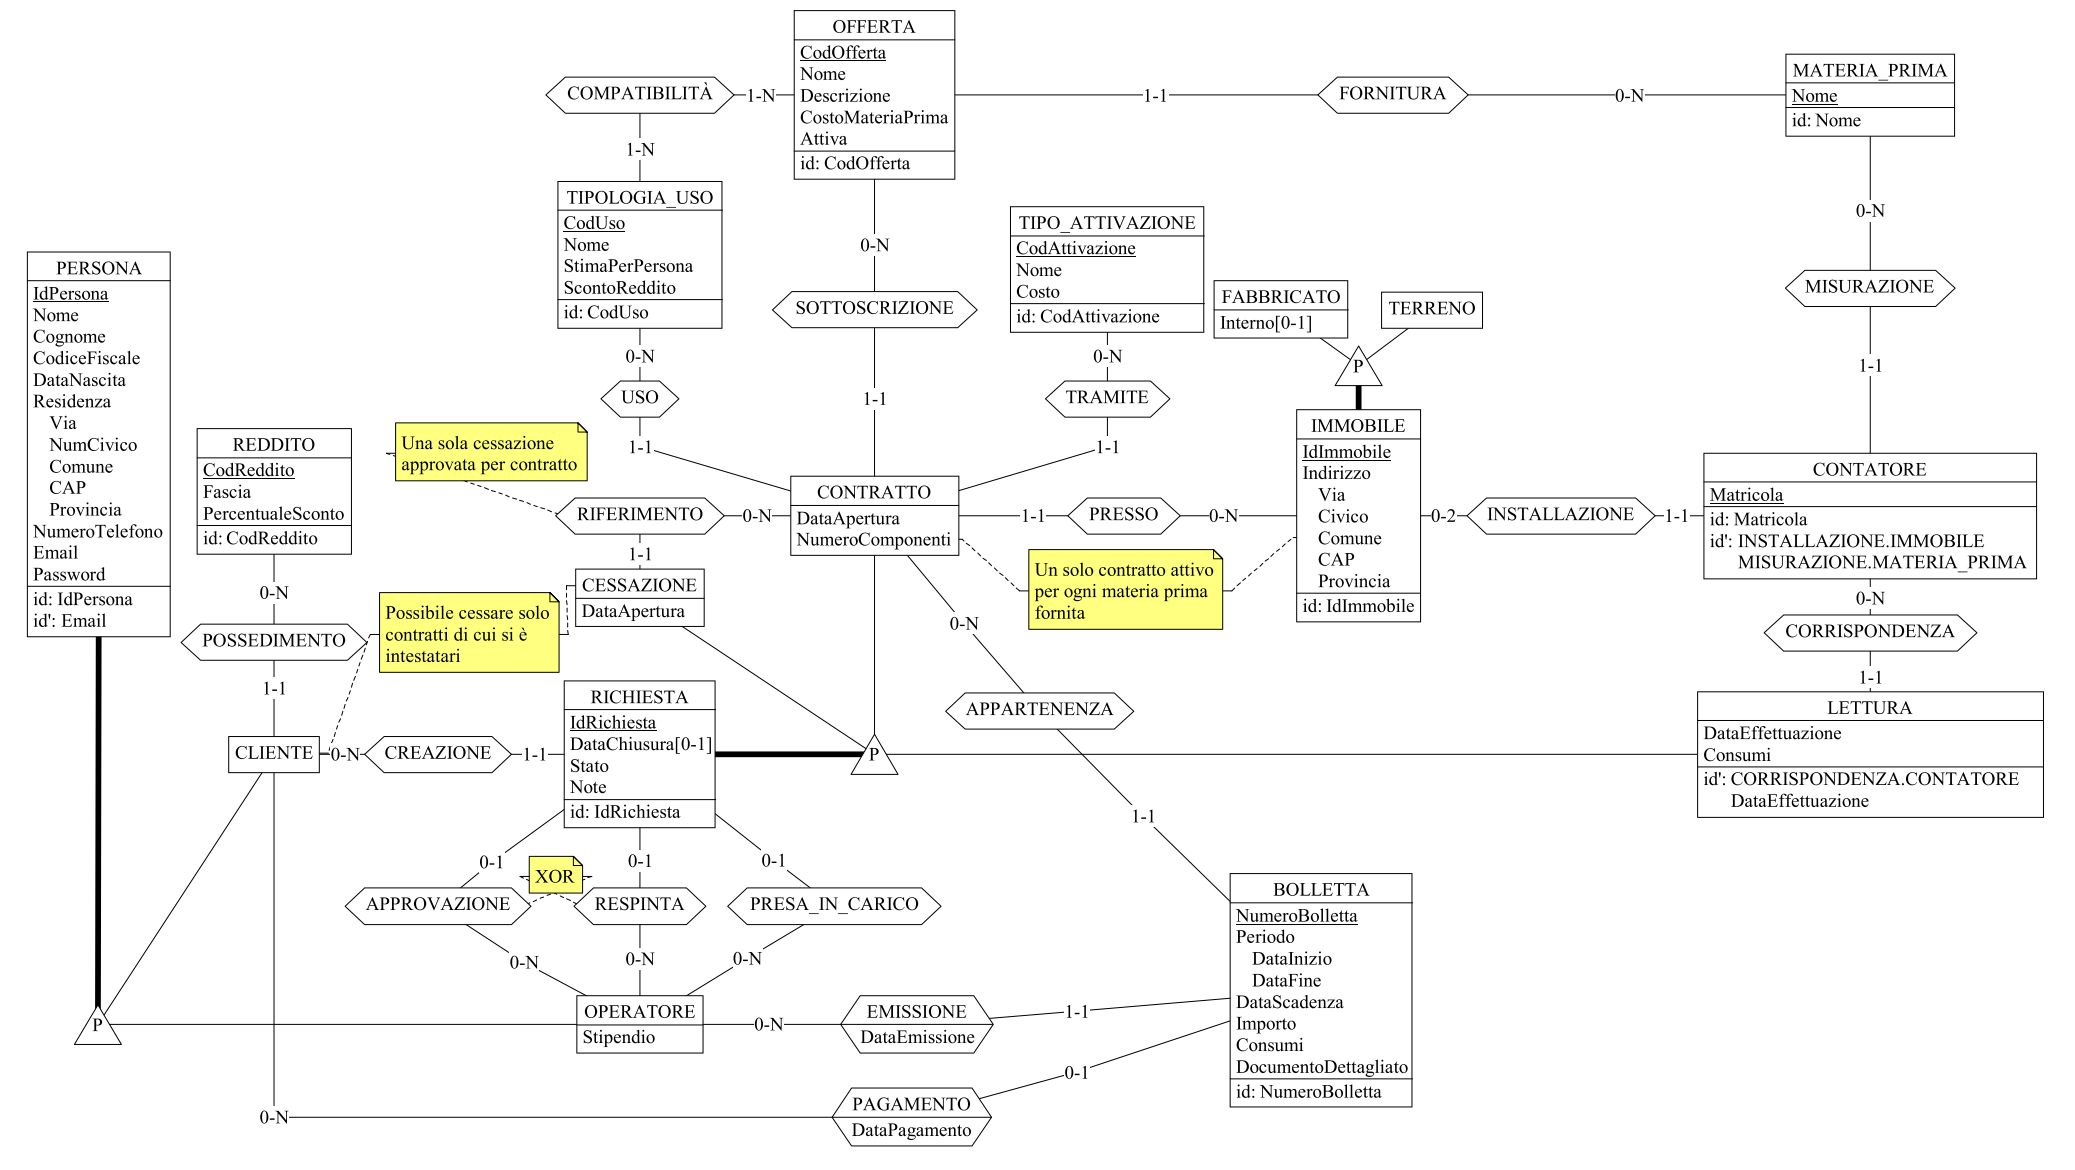 OFFERTA
CodOfferta
Nome
Descrizione
CostoMateriaPrima
Attiva
id: CodOfferta
COMPATIBILITÀ
1-N
1-N
1-1
FORNITURA
0-N
MATERIA_PRIMA
Nome
id: Nome
TIPOLOGIA_USO
CodUso
Nome
StimaPerPersona
ScontoReddito
id: CodUso
0-N
SOTTOSCRIZIONE
1-1
TIPO_ATTIVAZIONE
CodAttivazione
Nome
Costo
id: CodAttivazione
0-N
MISURAZIONE
1-1
PERSONA
IdPersona
Nome
Cognome
CodiceFiscale
DataNascita
Residenza
Via
NumCivico
Comune
CAP
Provincia
NumeroTelefono
Email
Password
id: IdPersona
id': Email
FABBRICATO
Interno[0-1]
TERRENO
P
0-N
USO
1-1
0-N
TRAMITE
1-1
REDDITO
CodReddito
Fascia
PercentualeSconto
id: CodReddito
Una sola cessazione
approvata per contratto
RIFERIMENTO
0-N
1-1
CONTRATTO
DataApertura
NumeroComponenti
1-1
PRESSO
0-N
IMMOBILE
IdImmobile
Indirizzo
Via
Civico
Comune
CAP
Provincia
id: IdImmobile
0-2
INSTALLAZIONE
1-1
CONTATORE
Matricola
id: Matricola
id': INSTALLAZIONE.IMMOBILE
MISURAZIONE.MATERIA_PRIMA
Un solo contratto attivo
per ogni materia prima
fornita
CESSAZIONE
DataApertura
Possibile cessare solo
contratti di cui si è
intestatari
0-N
POSSEDIMENTO
1-1
0-N
CORRISPONDENZA
1-1
0-N
APPARTENENZA
1-1
RICHIESTA
IdRichiesta
DataChiusura[0-1]
Stato
Note
id: IdRichiesta
CLIENTE
0-N
CREAZIONE
1-1
P
LETTURA
DataEffettuazione
Consumi
id': CORRISPONDENZA.CONTATORE
DataEffettuazione
0-1
0-1
0-1
XOR
APPROVAZIONE
RESPINTA
PRESA_IN_CARICO
0-N
0-N
0-N
BOLLETTA
NumeroBolletta
Periodo
DataInizio
DataFine
DataScadenza
Importo
Consumi
DocumentoDettagliato
id: NumeroBolletta
P
OPERATORE
Stipendio
0-N
EMISSIONE
DataEmissione
1-1
0-1
0-N
PAGAMENTO
DataPagamento